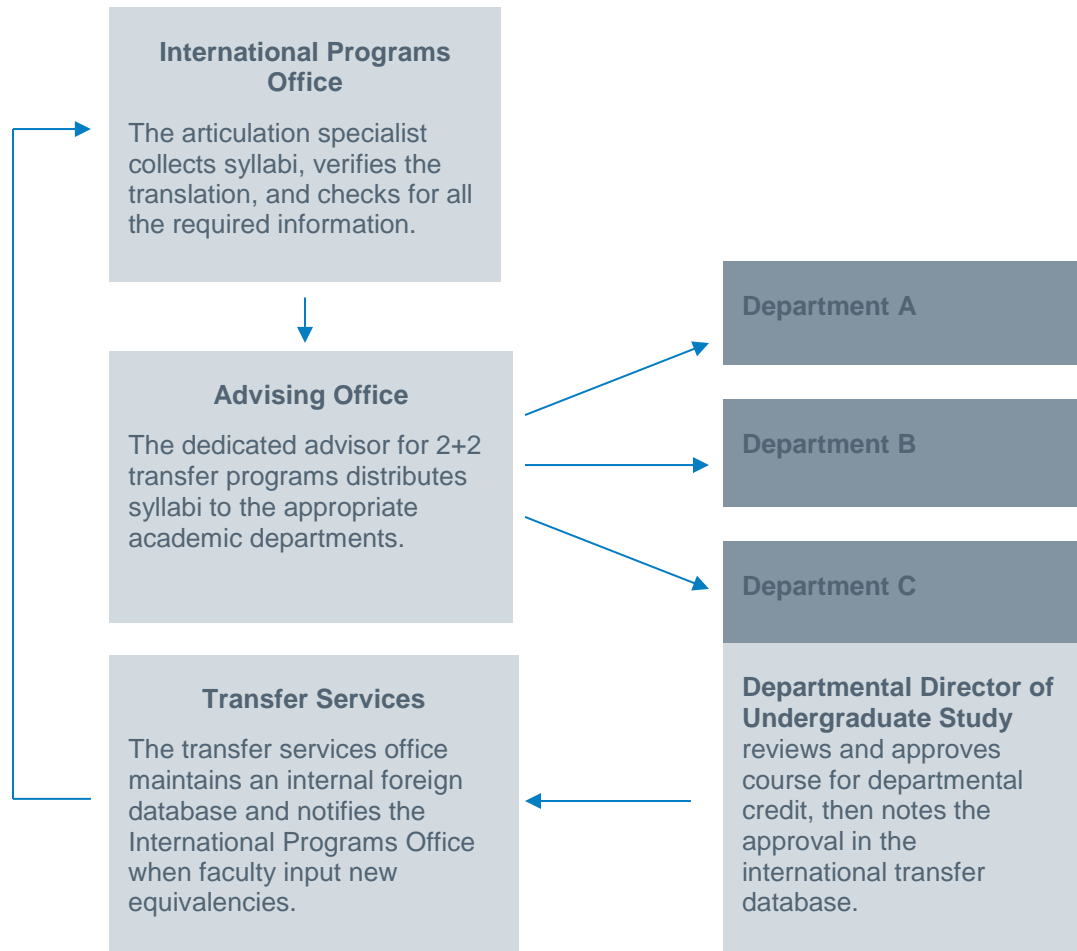 International Programs
Office
The articulation specialist
collects syllabi, verifies the
translation, and checks for all
the required information.
Advising Office
The dedicated advisor for 2+2
transfer programs distributes
syllabi to the appropriate
academic departments.
Department A
Department B
Department C
Departmental Director of
Undergraduate Study
reviews and approves
course for departmental
credit, then notes the
approval in the
international transfer
database.
Transfer Services
The transfer services office
maintains an internal foreign
database and notifies the
International Programs Office
when faculty input new
equivalencies.